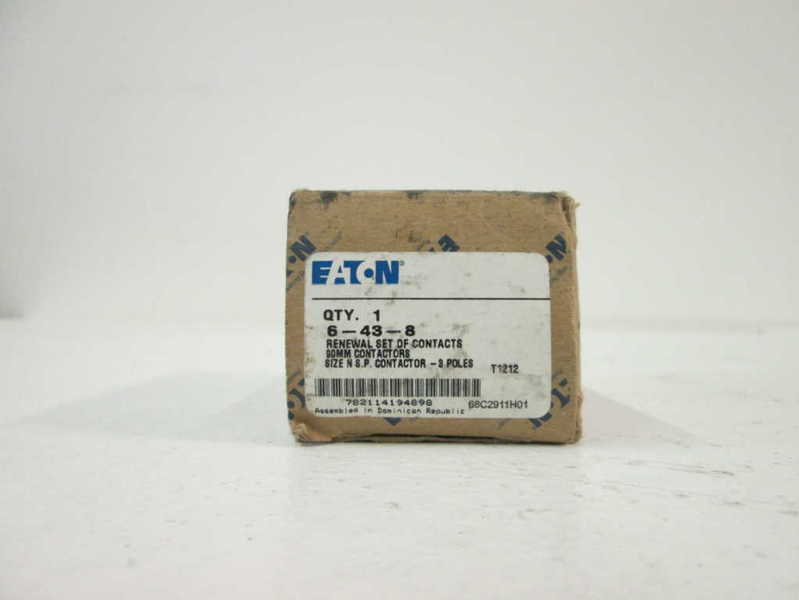 EATON
QTY. 1
6-43-8
RENEWAL SET OF CONTACTS
90MM CONTACTORS
SIZE N S.P. CONTACTOR - 3 POLES T1212
782114194898
68C2911H01
Assembled in Dominican Republic